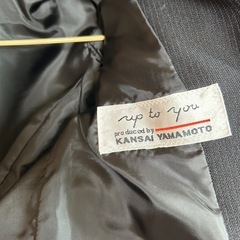 up to you
produced by
KANSAI YAMAMOTO